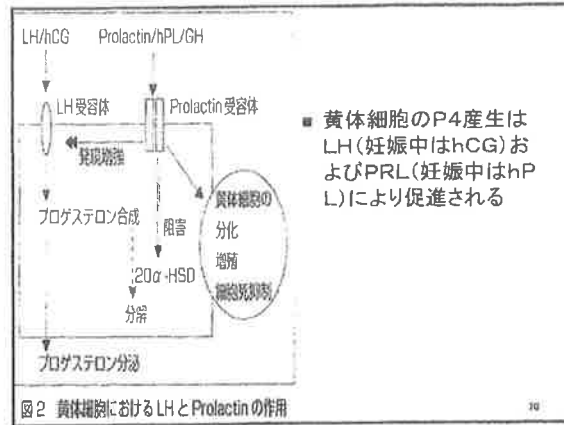 LH/hCG Prolactin/hPL/GH
LH受容体 Prolactin受容体
発現増強
プロゲステロン合成
阻害
20α-HSD
分解
黄体細胞の
分化
増殖
細胞死抑制
プロゲステロン分泌
図2 黄体細胞におけるLHとProlactinの作用
■ 黄体細胞のP4産生は
LH(妊娠中はhCG)お
よびPRL(妊娠中はhP
L)により促進される